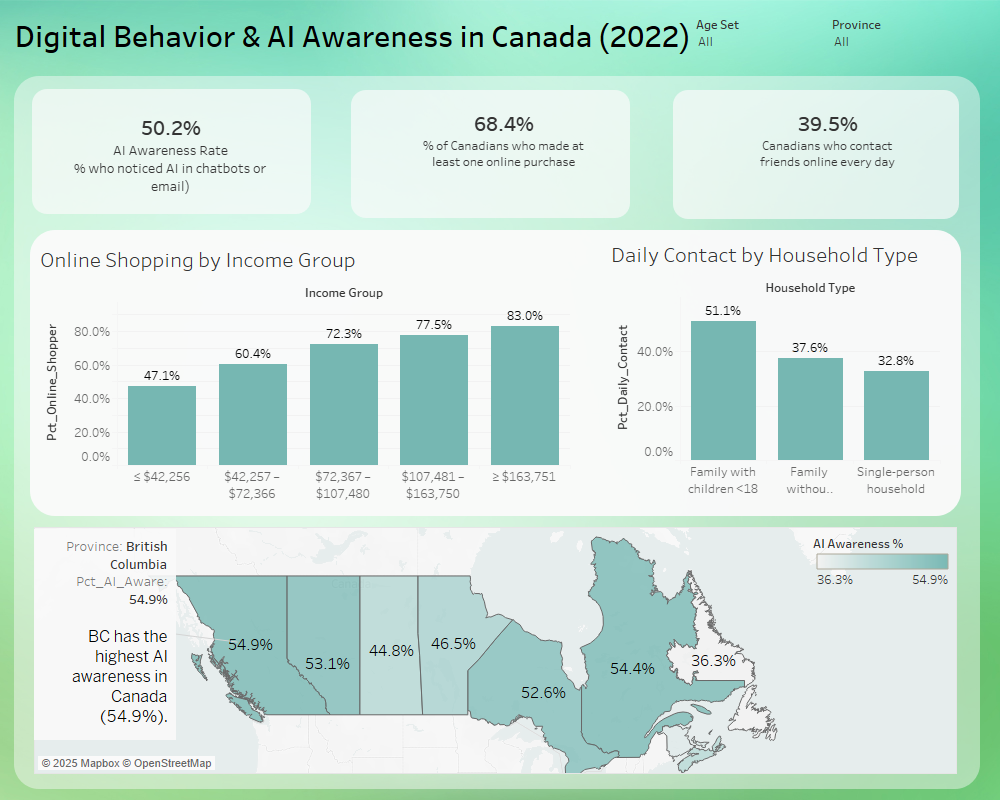 Digital Behavior & AI Awareness in Canada (2022)
Age Set
All
Province
All
50.2%
AI Awareness Rate
% who noticed AI in chatbots or
email)
68.4%
% of Canadians who made at
least one online purchase
39.5%
Canadians who contact
friends online every day
Online Shopping by Income Group
Income Group
Pct_Online_Shopper
80.0%
60.0%
40.0%
20.0%
0.0%
47.1%
60.4%
72.3%
77.5%
83.0%
≤ $42,256
$42,257 –
$72,366
$72,367 –
$107,480
$107,481 –
$163,750
≥ $163,751
Daily Contact by Household Type
Household Type
Pct_Daily_Contact
40.0%
20.0%
0.0%
51.1%
37.6%
32.8%
Family with
children <18
Family
withou..
Single-person
household
Province: British
Columbia
Pct_AI_Aware:
54.9%
BC has the
highest AI
awareness in
Canada
(54.9%).
54.9%
53.1%
44.8%
46.5%
52.6%
54.4%
36.3%
AI Awareness %
36.3% 54.9%
© 2025 Mapbox © OpenStreetMap